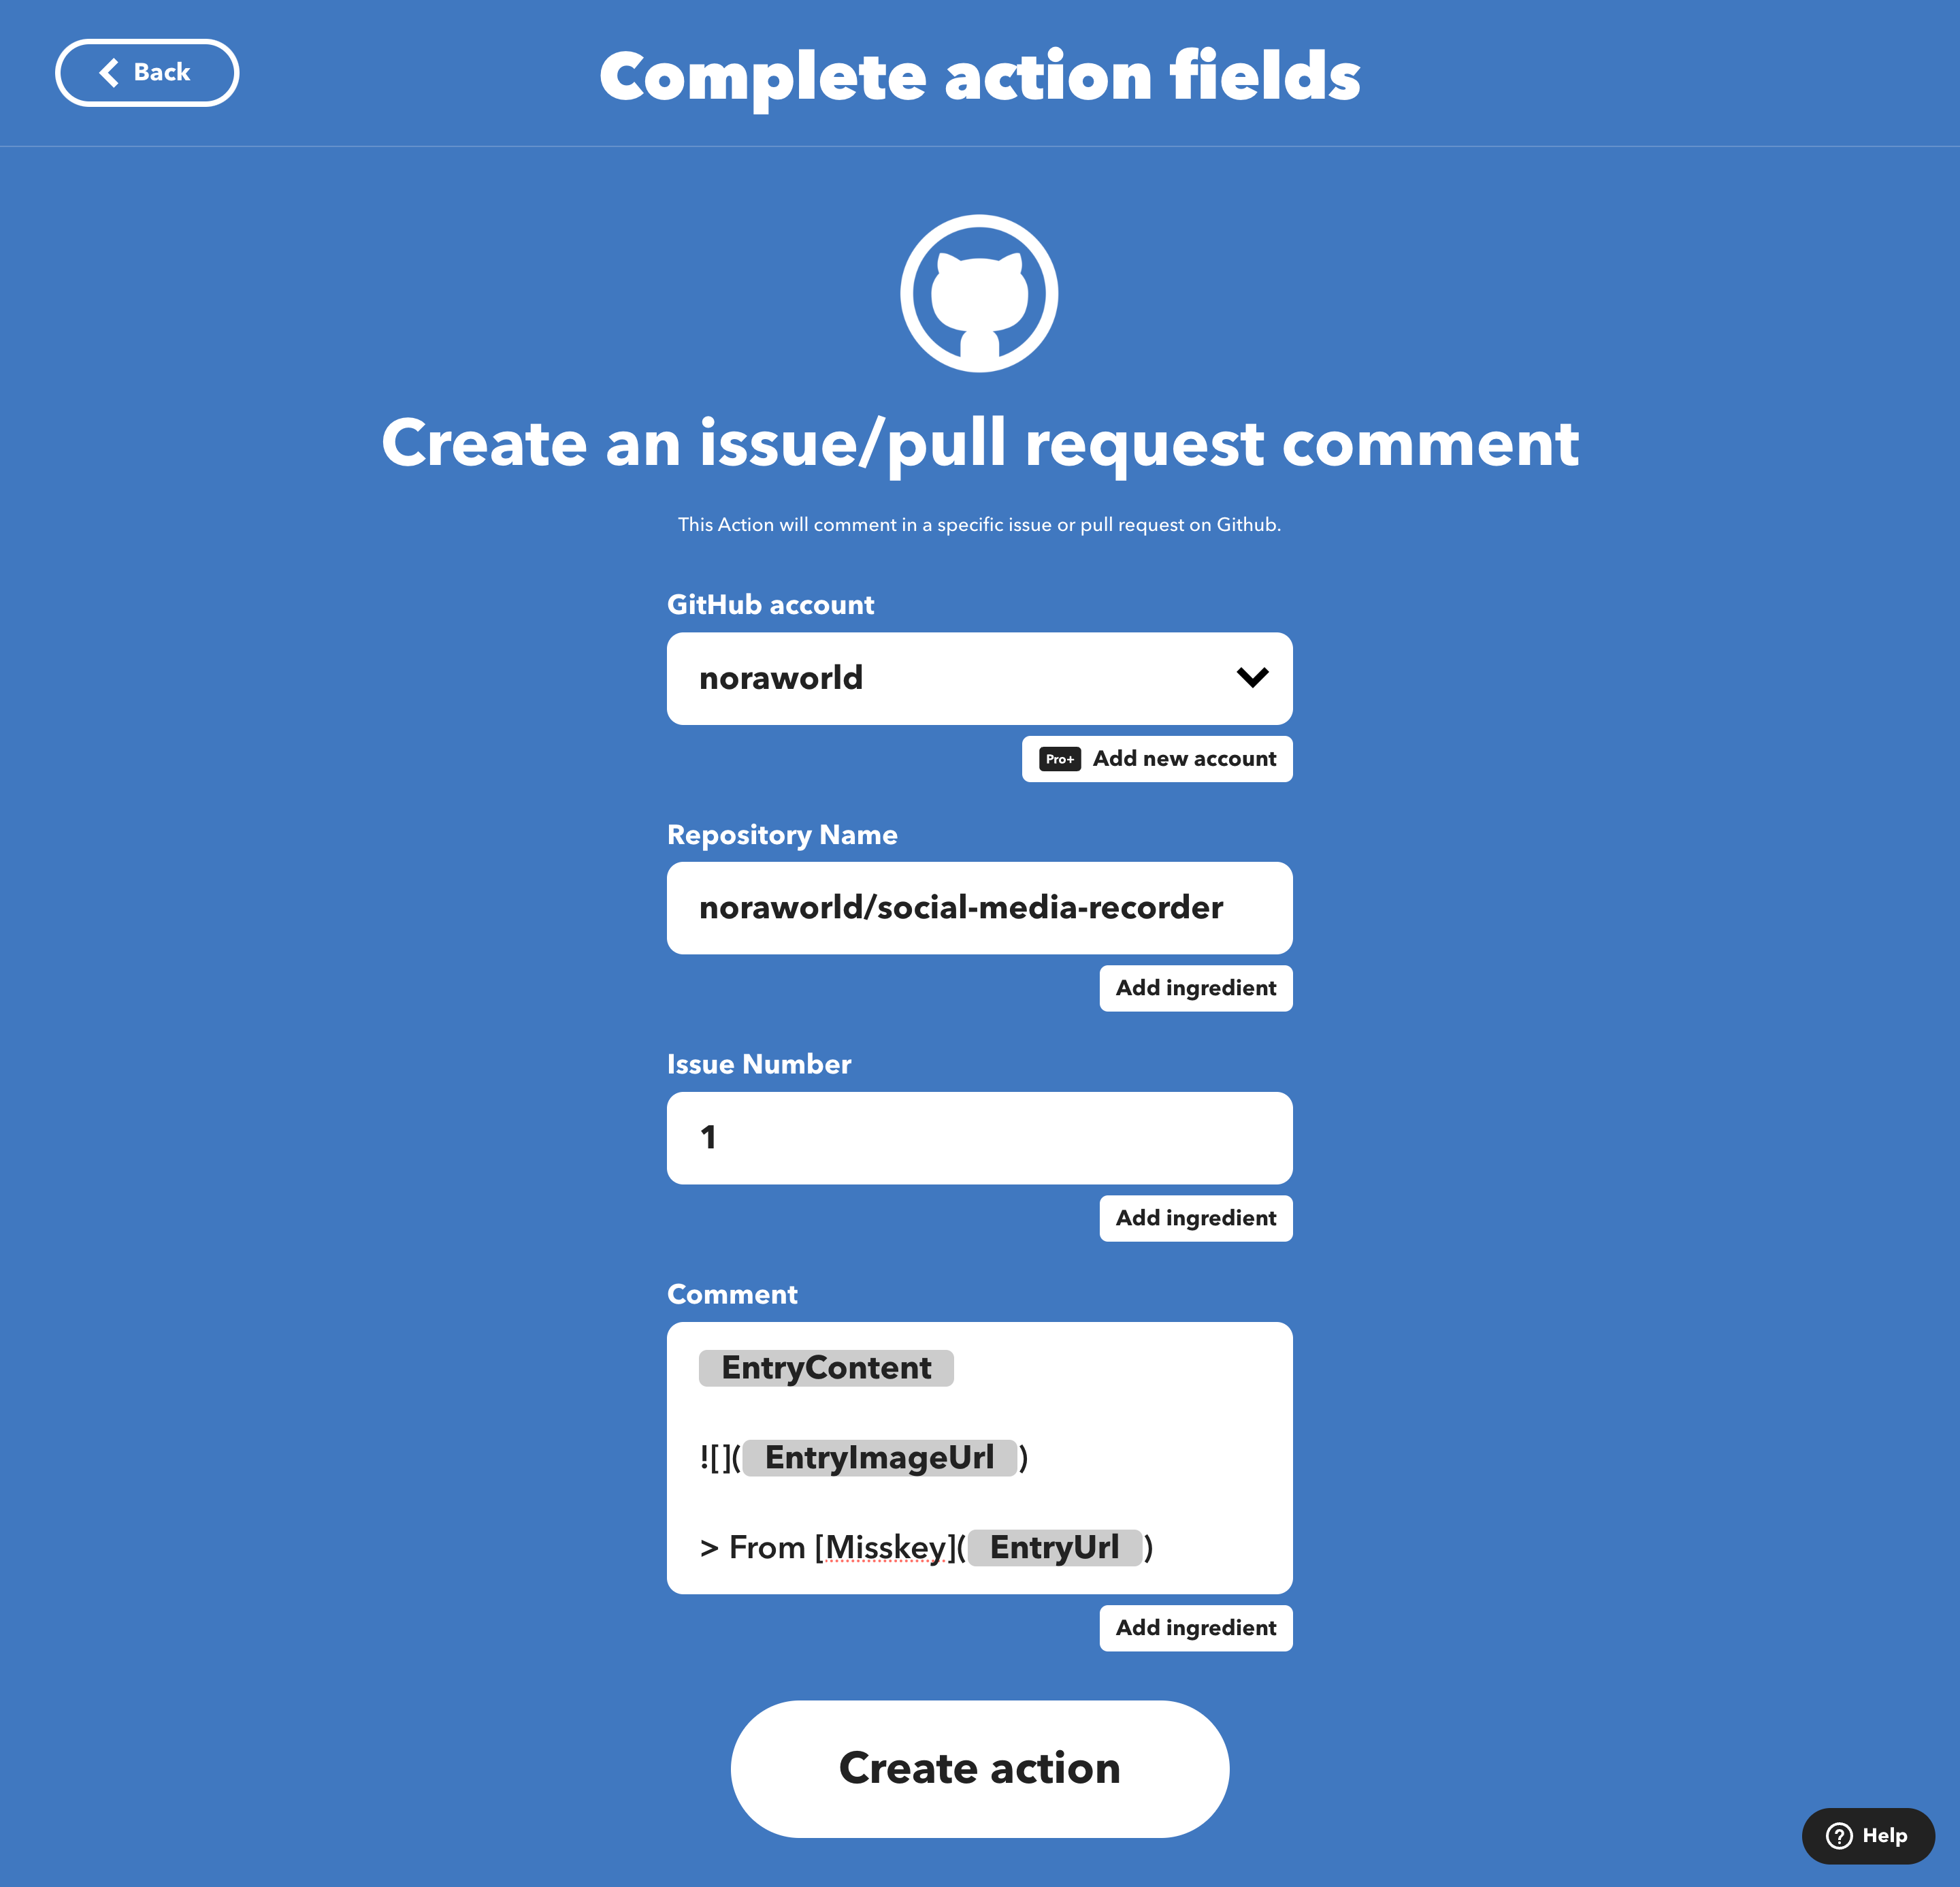 Back
Complete action fields
Create an issue/pull request comment
This Action will comment in a specific issue or pull request on Github.
GitHub account
noraworld
Pro+ Add new account
Repository Name
noraworld/social-media-recorder
Add ingredient
Issue Number
1
Add ingredient
Comment
EntryContent
![](EntryImageUrl)
> From [Misskey](EntryUrl)
Add ingredient
Create action
Help